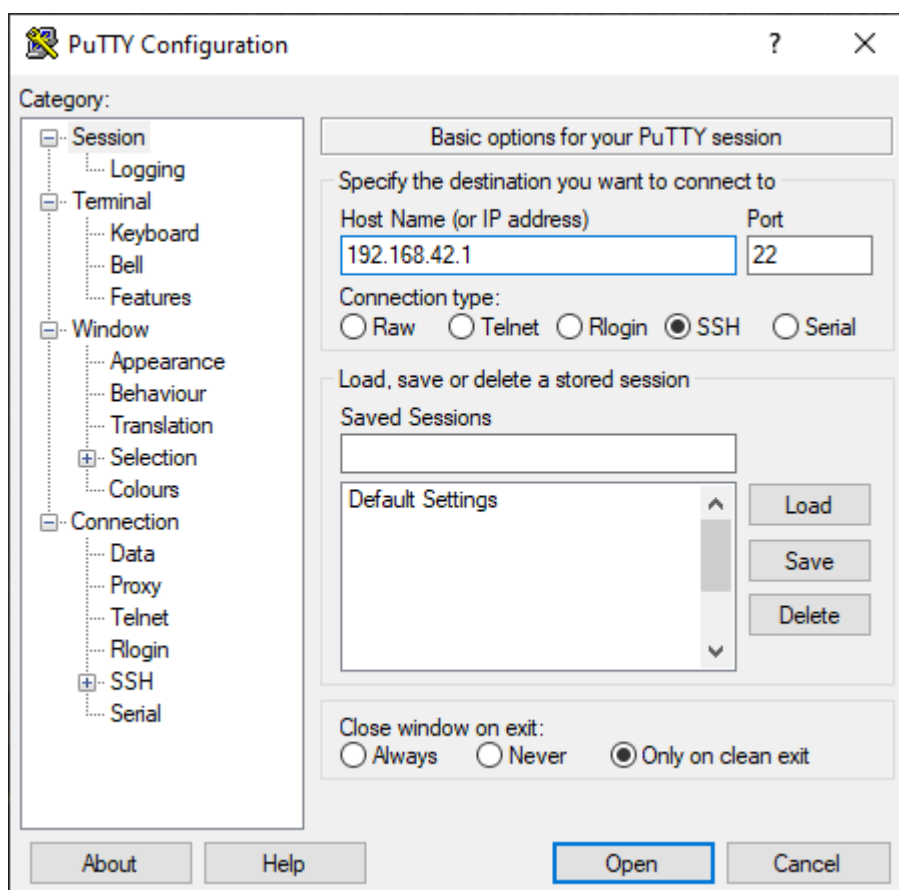 PuTTY Configuration
?
Category:
Session
Logging
Terminal
Keyboard
Bell
Features
Window
Appearance
Behaviour
Translation
Selection
Colours
Connection
Data
Proxy
Telnet
Rlogin
SSH
Serial
Basic options for your PuTTY session
Specify the destination you want to connect to
Host Name (or IP address) Port
192.168.42.1 22
Connection type:
Raw Telnet Rlogin SSH Serial
Load, save or delete a stored session
Saved Sessions
Default Settings
Load
Save
Delete
Close window on exit:
Always Never Only on clean exit
About Help Open Cancel